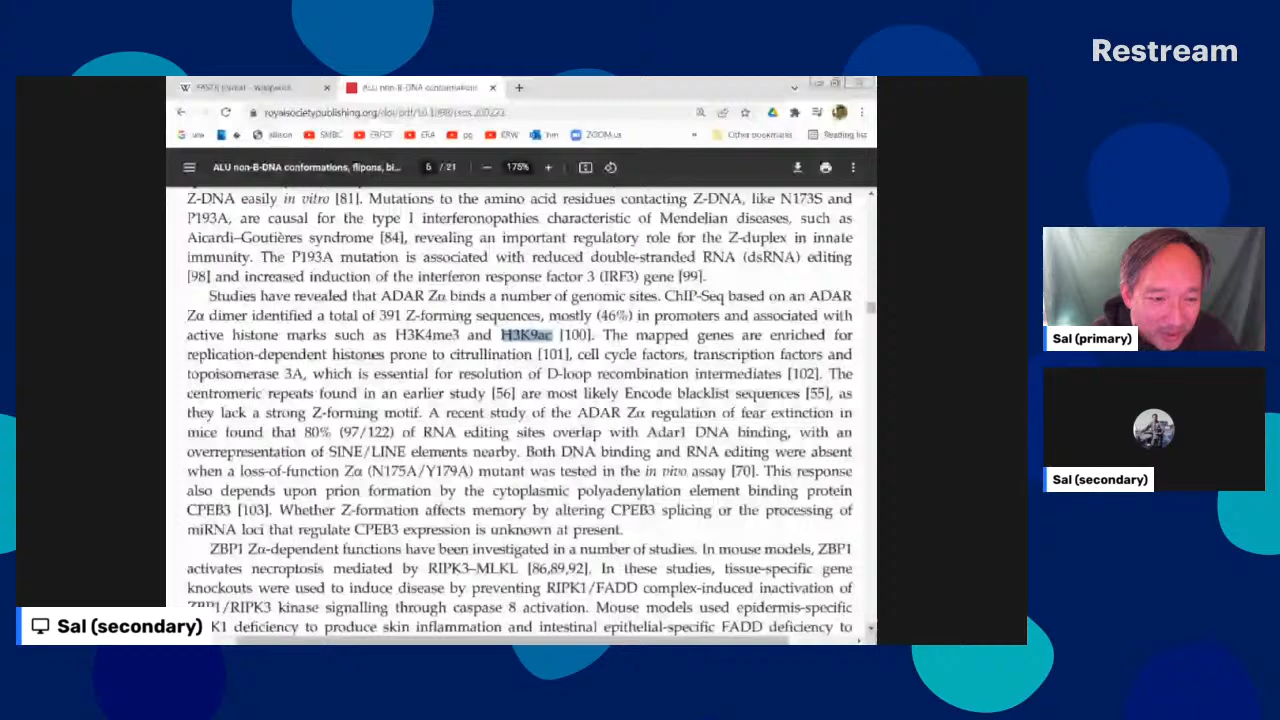 Restream
ALU non-B-DNA conformations
Other bookmarks
Reading list
SMBC
ERFCF
ERA
pg
KRW
ZOOM.us
ALU non-B-DNA conformations, flipons, bi...
6 / 21
175%
Z-DNA easily in vitro [81]. Mutations to the amino acid residues contacting Z-DNA, like N173S and
P193A, are causal for the type I interferonopathies characteristic of Mendelian diseases, such as
Aicardi–Goutières syndrome [84], revealing an important regulatory role for the Z-duplex in innate
immunity. The P193A mutation is associated with reduced double-stranded RNA (dsRNA) editing
[98] and increased induction of the interferon response factor 3 (IRF3) gene [99].
Studies have revealed that ADAR Zα binds a number of genomic sites. ChIP-Seq based on an ADAR
Zα dimer identified a total of 391 Z-forming sequences, mostly (46%) in promoters and associated with
active histone marks such as H3K4me3 and H3K9ac [100]. The mapped genes are enriched for
replication-dependent histones prone to citrullination [101], cell cycle factors, transcription factors and
topoisomerase 3A, which is essential for resolution of D-loop recombination intermediates [102]. The
centromeric repeats found in an earlier study [56] are most likely Encode blacklist sequences [55], as
they lack a strong Z-forming motif. A recent study of the ADAR Zα regulation of fear extinction in
mice found that 80% (97/122) of RNA editing sites overlap with Adar1 DNA binding, with an
overrepresentation of SINE/LINE elements nearby. Both DNA binding and RNA editing were absent
when a loss-of-function Zα (N175A/Y179A) mutant was tested in the in vivo assay [70]. This response
also depends upon prion formation by the cytoplasmic polyadenylation element binding protein
CPEB3 [103]. Whether Z-formation affects memory by altering CPEB3 splicing or the processing of
miRNA loci that regulate CPEB3 expression is unknown at present.
ZBP1 Zα-dependent functions have been investigated in a number of studies. In mouse models, ZBP1
activates necroptosis mediated by RIPK3–MLKL [86,89,92]. In these studies, tissue-specific gene
knockouts were used to induce disease by preventing RIPK1/FADD complex-induced inactivation of
ZBP1/RIPK3 kinase signalling through caspase 8 activation. Mouse models used epidermis-specific
K1 deficiency to produce skin inflammation and intestinal epithelial-specific FADD deficiency to
Sal (primary)
Sal (secondary)
Sal (secondary)